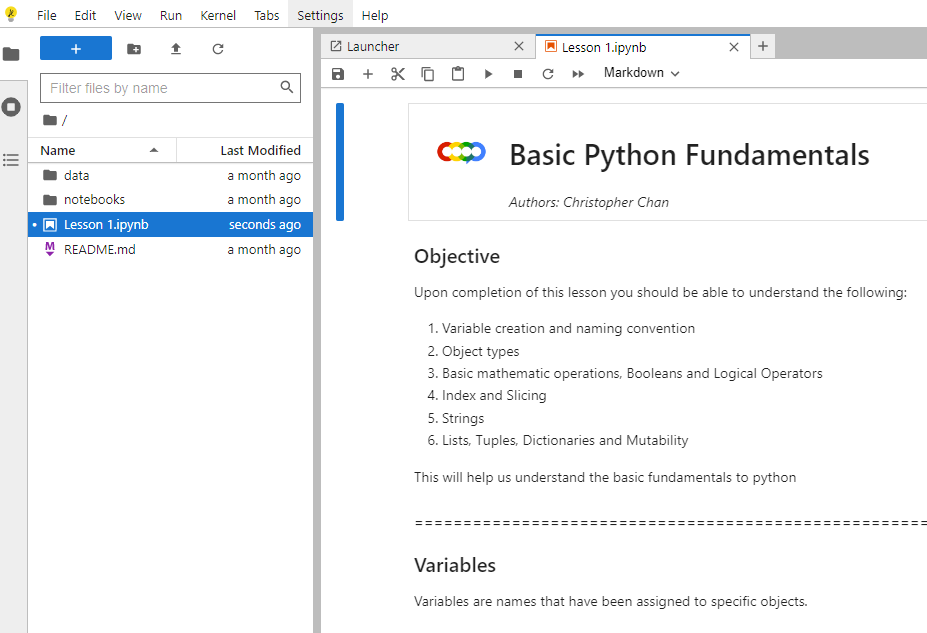 File Edit View Run Kernel Tabs Settings Help
Launcher
Lesson 1.ipynb
Markdown
Filter files by name
/
Name Last Modified
data a month ago
notebooks a month ago
Lesson 1.ipynb seconds ago
README.md a month ago
Basic Python Fundamentals
Authors: Christopher Chan
Objective
Upon completion of this lesson you should be able to understand the following:
1. Variable creation and naming convention
2. Object types
3. Basic mathematic operations, Booleans and Logical Operators
4. Index and Slicing
5. Strings
6. Lists, Tuples, Dictionaries and Mutability
This will help us understand the basic fundamentals to python
=====================================================
Variables
Variables are names that have been assigned to specific objects.